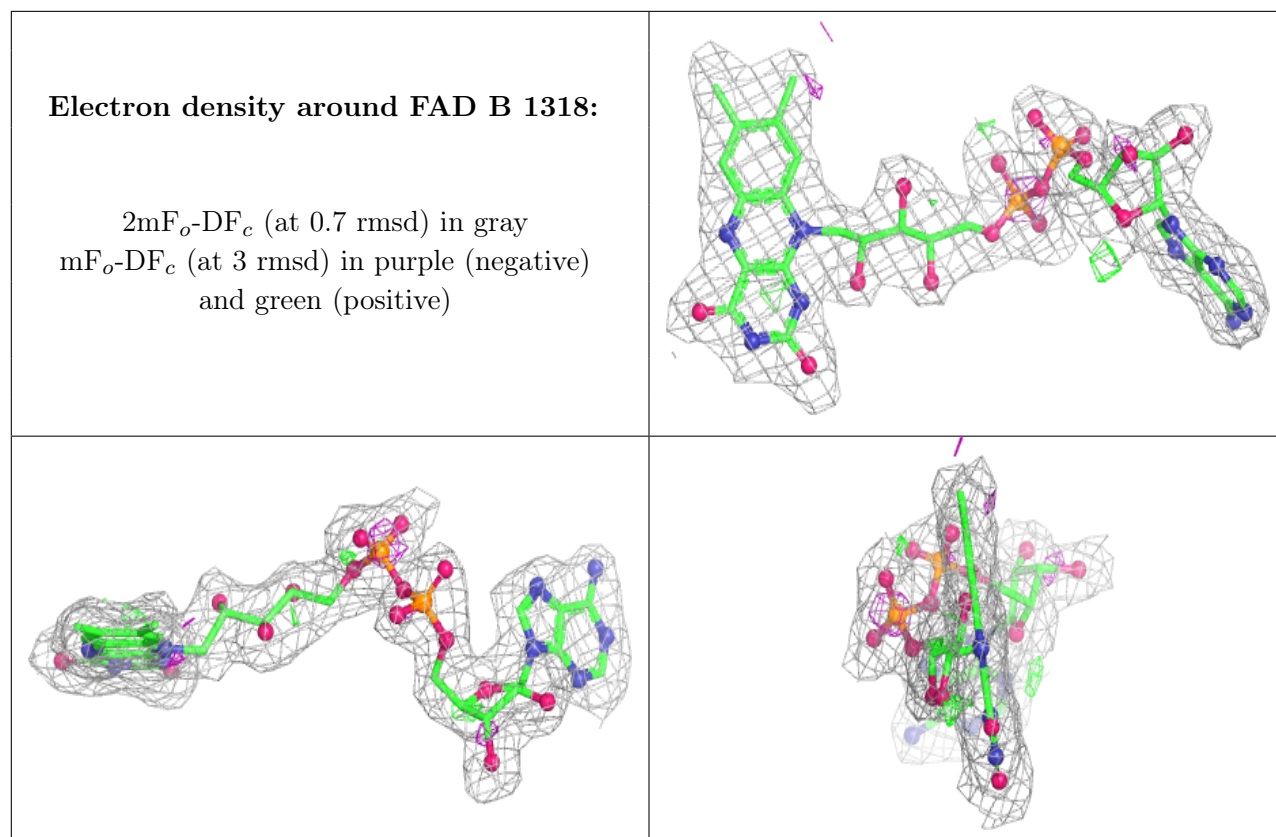 Electron density around FAD B 1318:
2mFₒ-DF𝒸 (at 0.7 rmsd) in gray
mFₒ-DF𝒸 (at 3 rmsd) in purple (negative)
and green (positive)